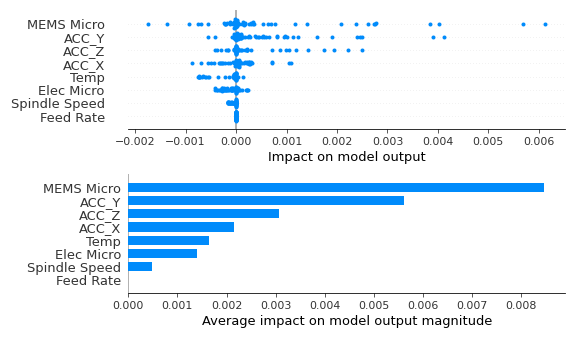 MEMS Micro
ACC_Y
ACC_Z
ACC_X
Temp
Elec Micro
Spindle Speed
Feed Rate
−0.002 −0.001 0.000 0.001 0.002 0.003 0.004 0.005 0.006
Impact on model output
MEMS Micro
ACC_Y
ACC_Z
ACC_X
Temp
Elec Micro
Spindle Speed
Feed Rate
0.000 0.001 0.002 0.003 0.004 0.005 0.006 0.007 0.008
Average impact on model output magnitude